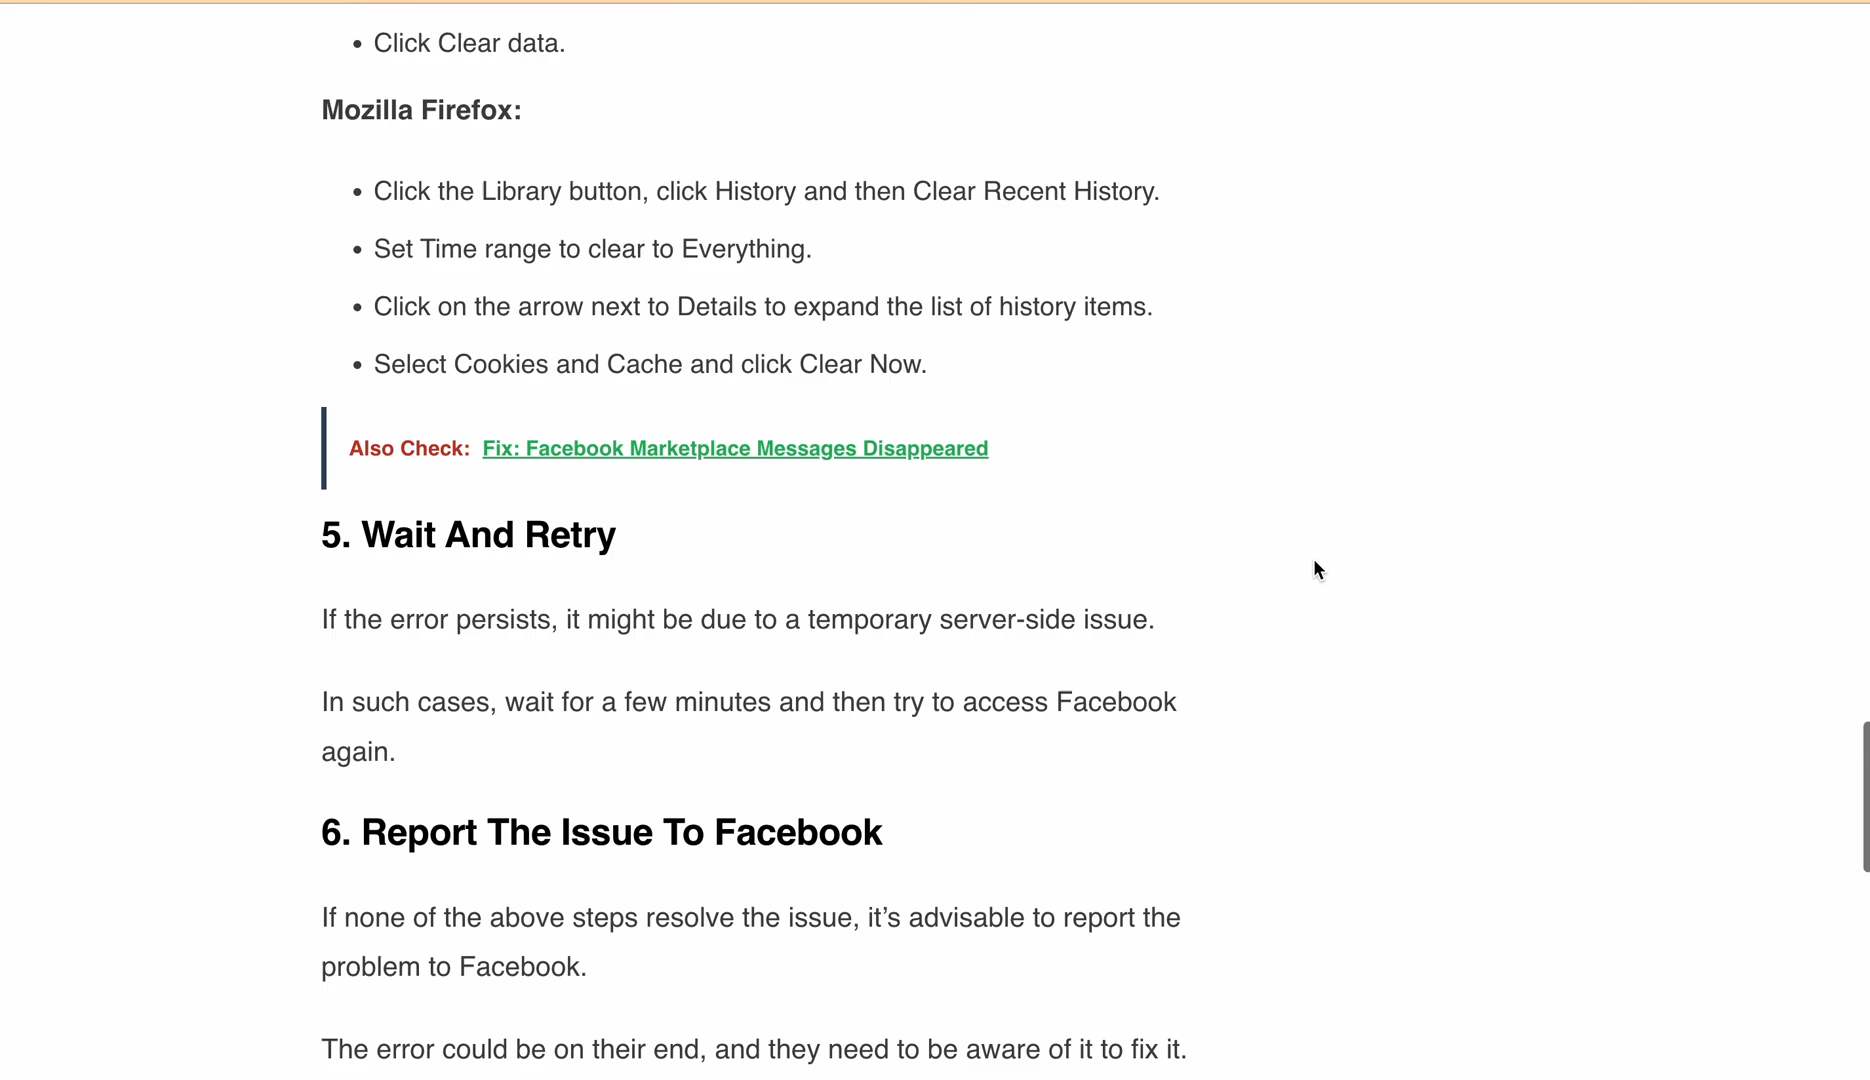 • Click Clear data.
Mozilla Firefox:
• Click the Library button, click History and then Clear Recent History.
• Set Time range to clear to Everything.
• Click on the arrow next to Details to expand the list of history items.
• Select Cookies and Cache and click Clear Now.
Also Check: Fix: Facebook Marketplace Messages Disappeared
5. Wait And Retry
If the error persists, it might be due to a temporary server-side issue.
In such cases, wait for a few minutes and then try to access Facebook
again.
6. Report The Issue To Facebook
If none of the above steps resolve the issue, it’s advisable to report the
problem to Facebook.
The error could be on their end, and they need to be aware of it to fix it.